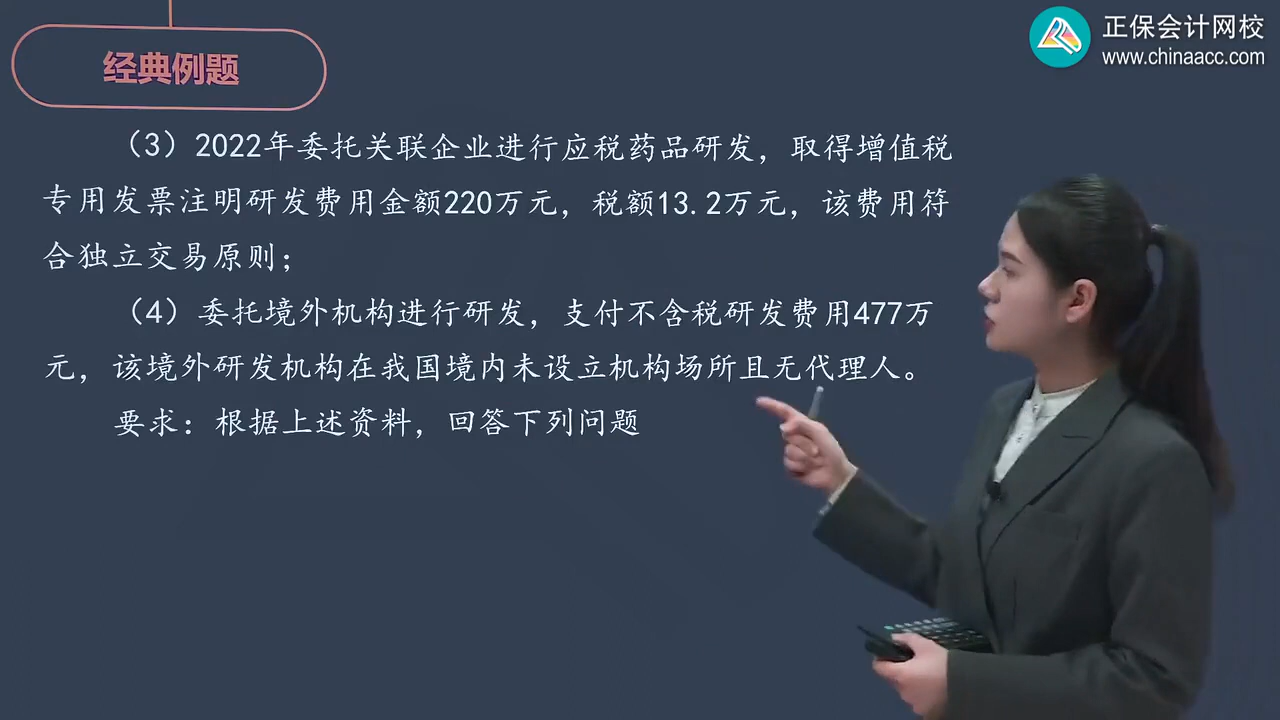 经典例题
正保会计网校
www.chinaacc.com
（3）2022年委托关联企业进行应税药品研发，取得增值税
专用发票注明研发费用金额220万元，税额13.2万元，该费用符
合独立交易原则；
（4）委托境外机构进行研发，支付不含税研发费用477万
元，该境外研发机构在我国境内未设立机构场所且无代理人。
要求：根据上述资料，回答下列问题